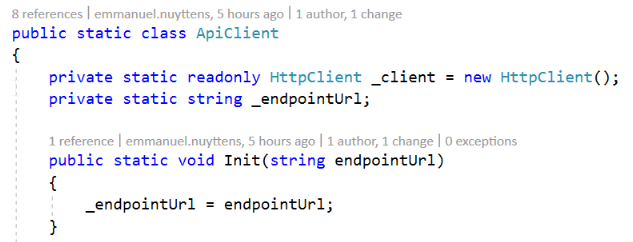 8 references | emmanuel.nuyttens, 5 hours ago | 1 author, 1 change
public static class ApiClient
{
    private static readonly HttpClient _client = new HttpClient();
    private static string _endpointUrl;
    1 reference | emmanuel.nuyttens, 5 hours ago | 1 author, 1 change | 0 exceptions
    public static void Init(string endpointUrl)
    {
        _endpointUrl = endpointUrl;
    }